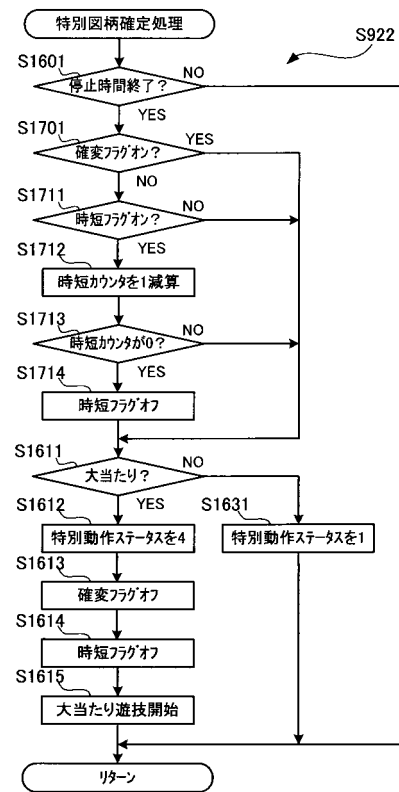 特別図柄確定処理
S922
S1601
停止時間終了?
NO
YES
S1701
確変フラグオン?
YES
NO
S1711
時短フラグオン?
NO
YES
S1712
時短カウンタを1減算
S1713
時短カウンタが0?
NO
YES
S1714
時短フラグオフ
S1611
大当たり?
NO
YES
S1612
特別動作ステータスを4
S1631
特別動作ステータスを1
S1613
確変フラグオフ
S1614
時短フラグオフ
S1615
大当たり遊技開始
リターン